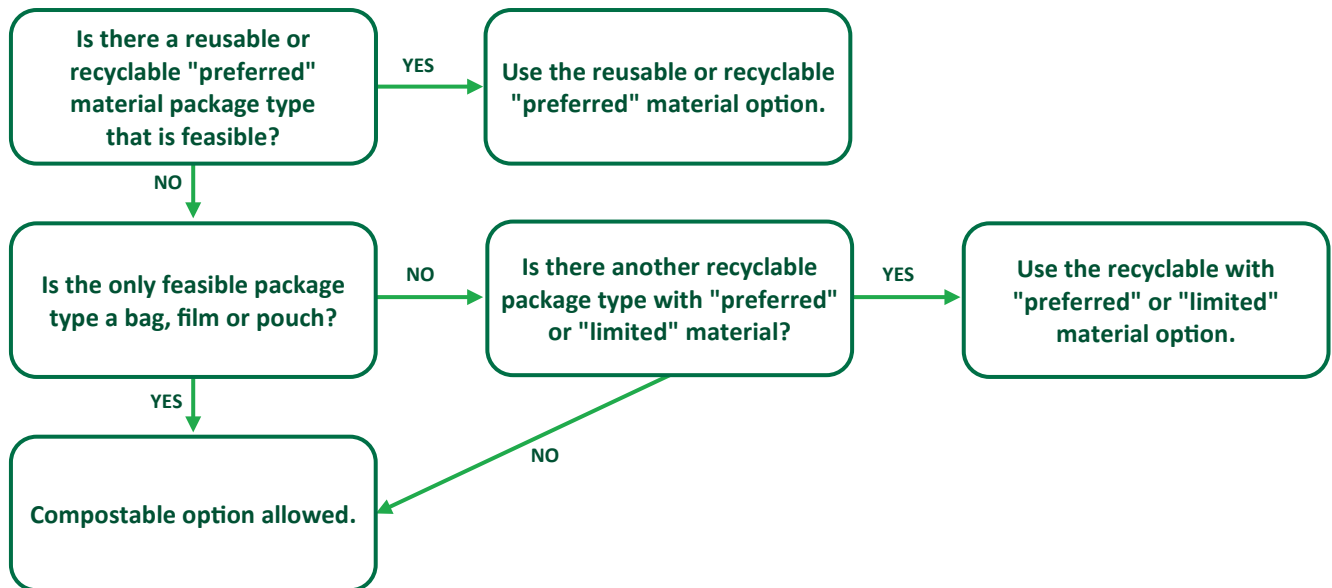 Is there a reusable or
recyclable "preferred"
material package type
that is feasible?
YES
Use the reusable or recyclable
"preferred" material option.
NO
Is the only feasible package
type a bag, film or pouch?
NO
Is there another recyclable
package type with "preferred"
or "limited" material?
YES
Use the recyclable with
"preferred" or "limited"
material option.
YES
NO
Compostable option allowed.